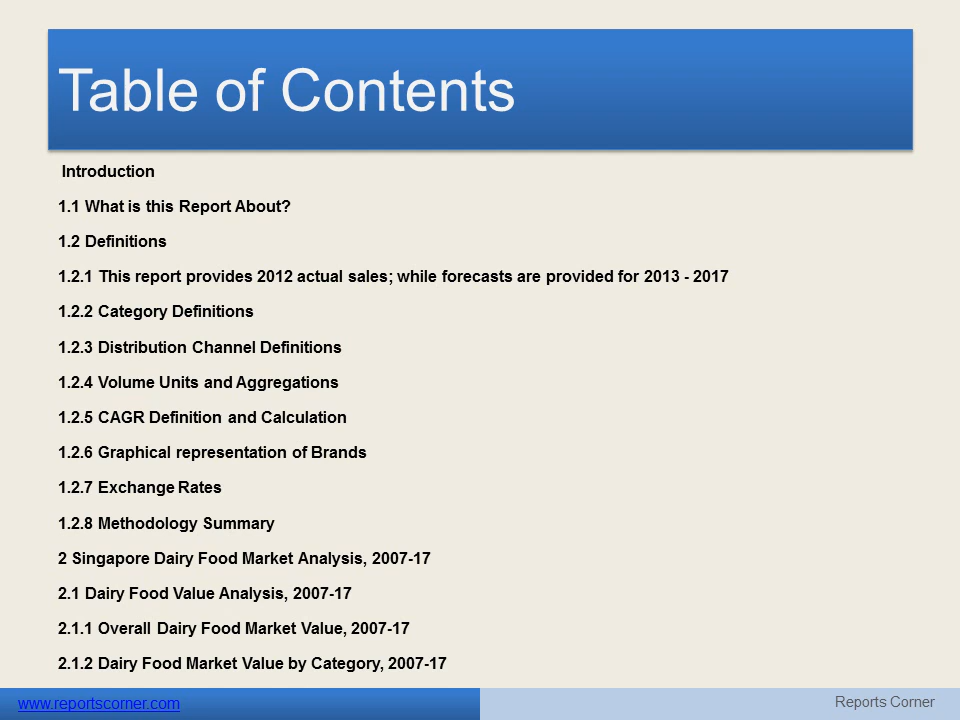 Table of Contents
Introduction
1.1 What is this Report About?
1.2 Definitions
1.2.1 This report provides 2012 actual sales; while forecasts are provided for 2013 - 2017
1.2.2 Category Definitions
1.2.3 Distribution Channel Definitions
1.2.4 Volume Units and Aggregations
1.2.5 CAGR Definition and Calculation
1.2.6 Graphical representation of Brands
1.2.7 Exchange Rates
1.2.8 Methodology Summary
2 Singapore Dairy Food Market Analysis, 2007-17
2.1 Dairy Food Value Analysis, 2007-17
2.1.1 Overall Dairy Food Market Value, 2007-17
2.1.2 Dairy Food Market Value by Category, 2007-17
www.reportscorner.com
Reports Corner